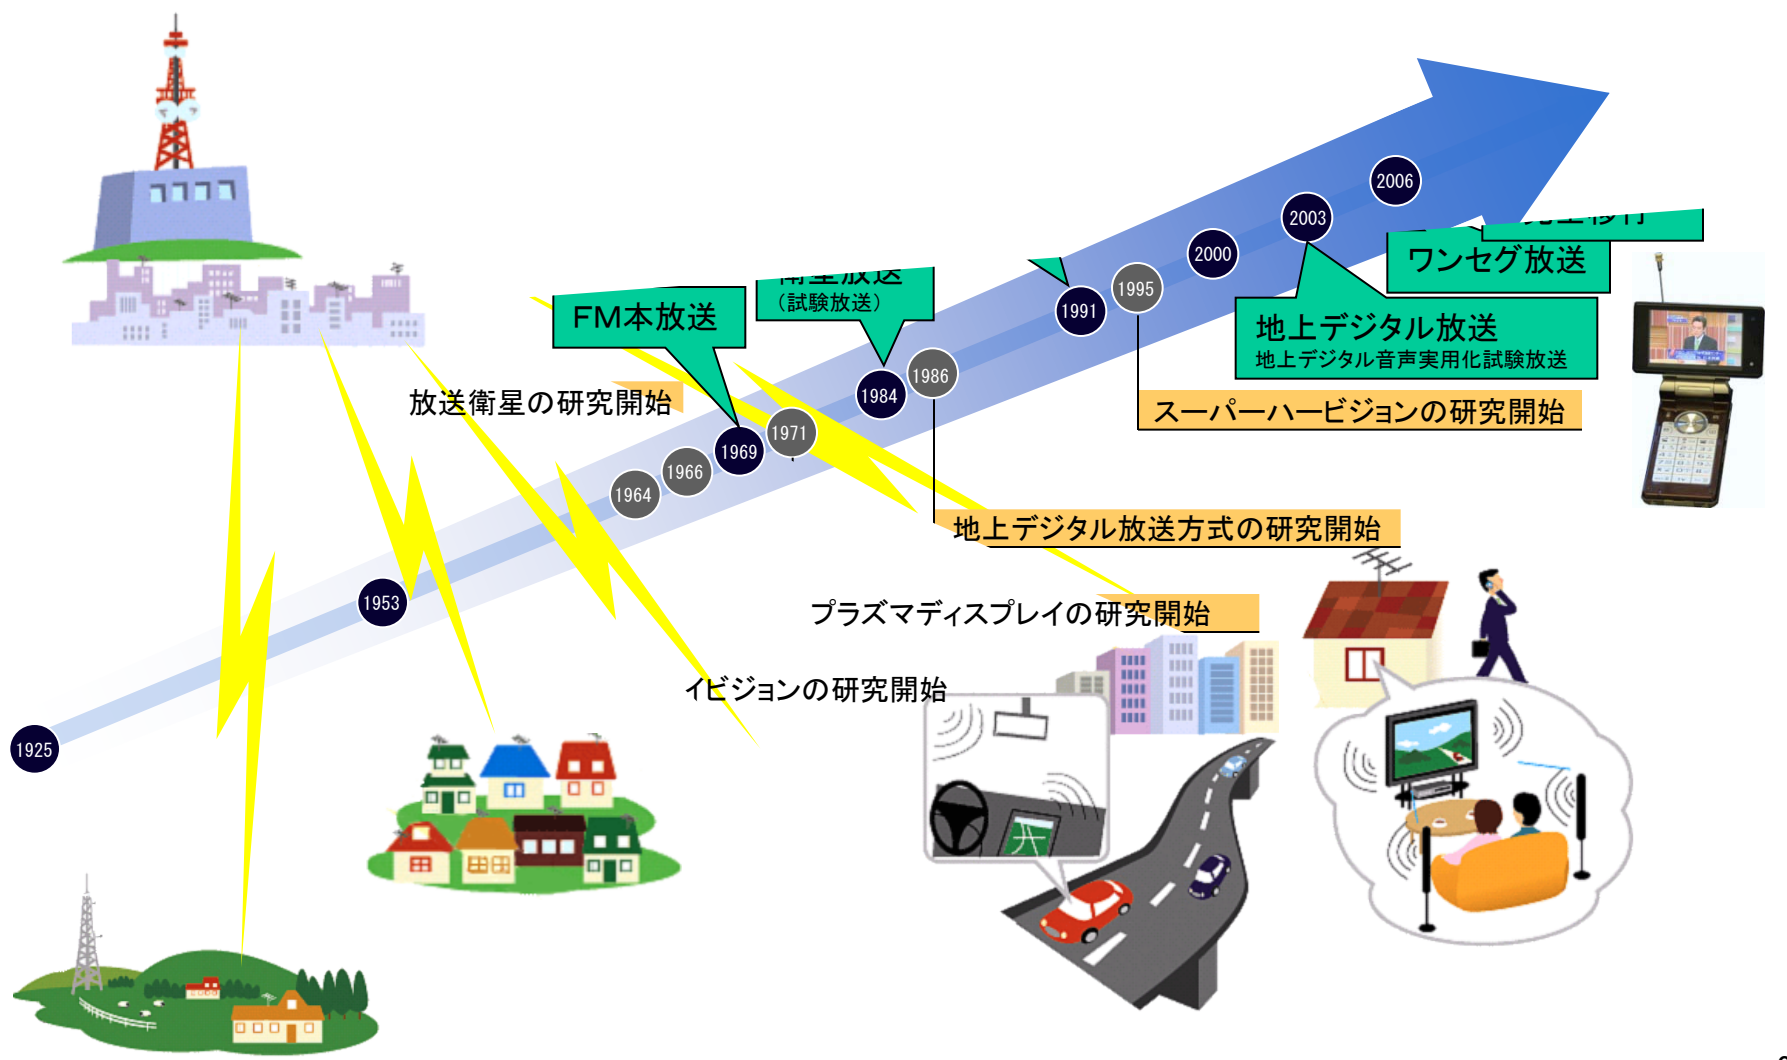 2006
2003
2000
1995
1991
1986
1984
1971
1969
1966
1964
1953
1925
ワンセグ放送
地上デジタル放送
地上デジタル音声実用化試験放送
衛星放送
(試験放送)
FM本放送
放送衛星の研究開始
スーパーハービジョンの研究開始
地上デジタル放送方式の研究開始
プラズマディスプレイの研究開始
イビジョンの研究開始